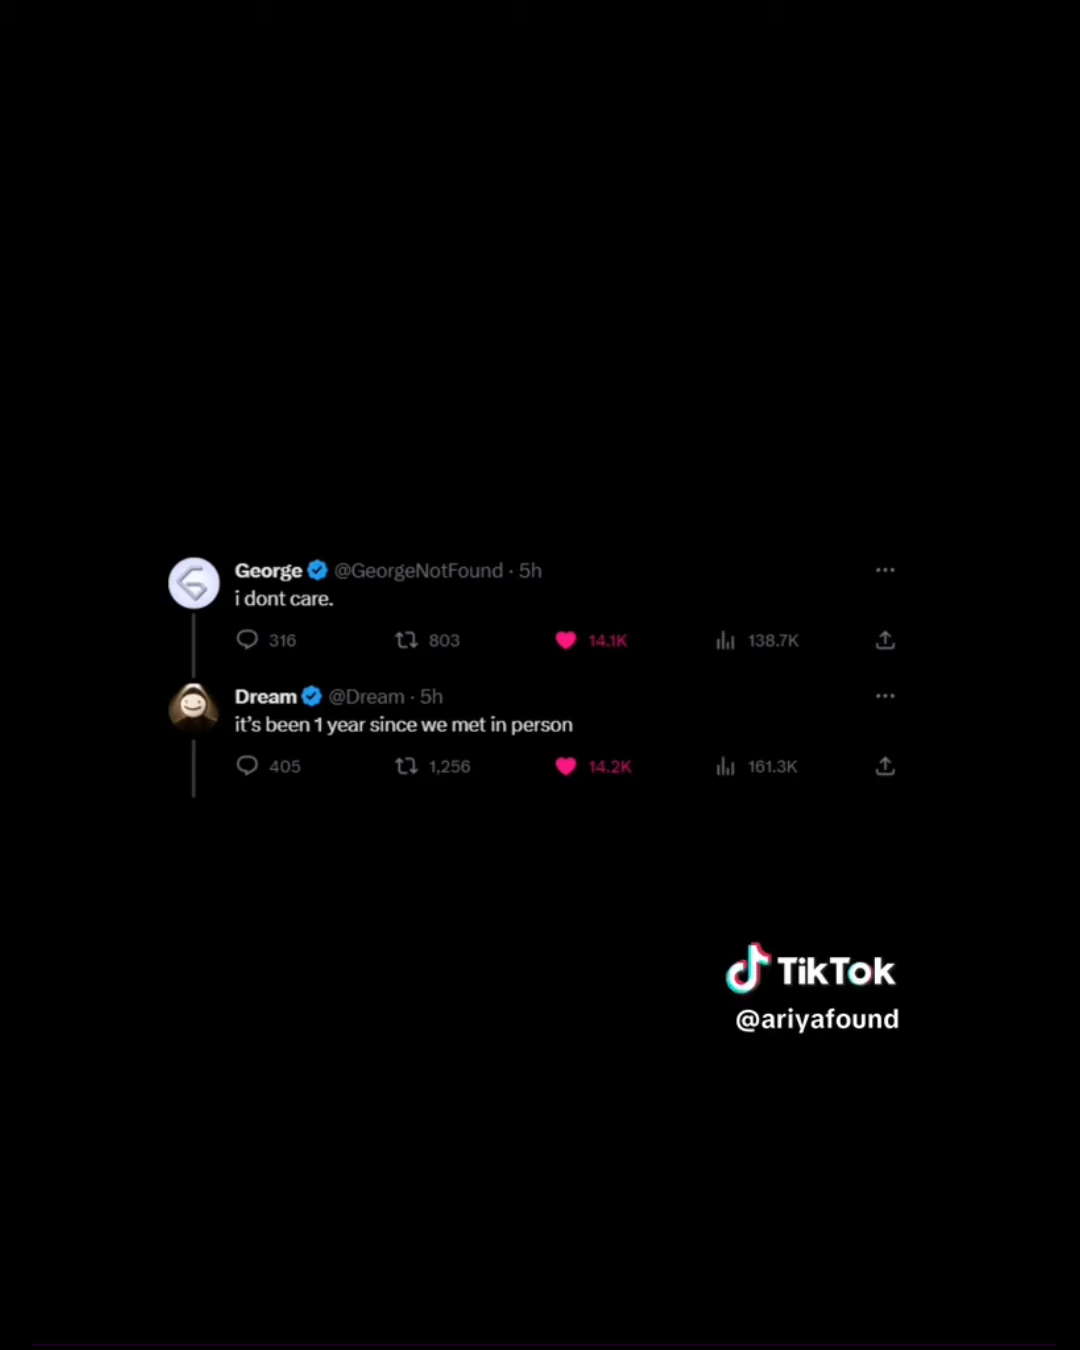 George @GeorgeNotFound · 5h
i dont care.
316 803 14.1K 138.7K
Dream @Dream · 5h
it's been 1 year since we met in person
405 1,256 14.2K 161.3K
TikTok
@ariyafound